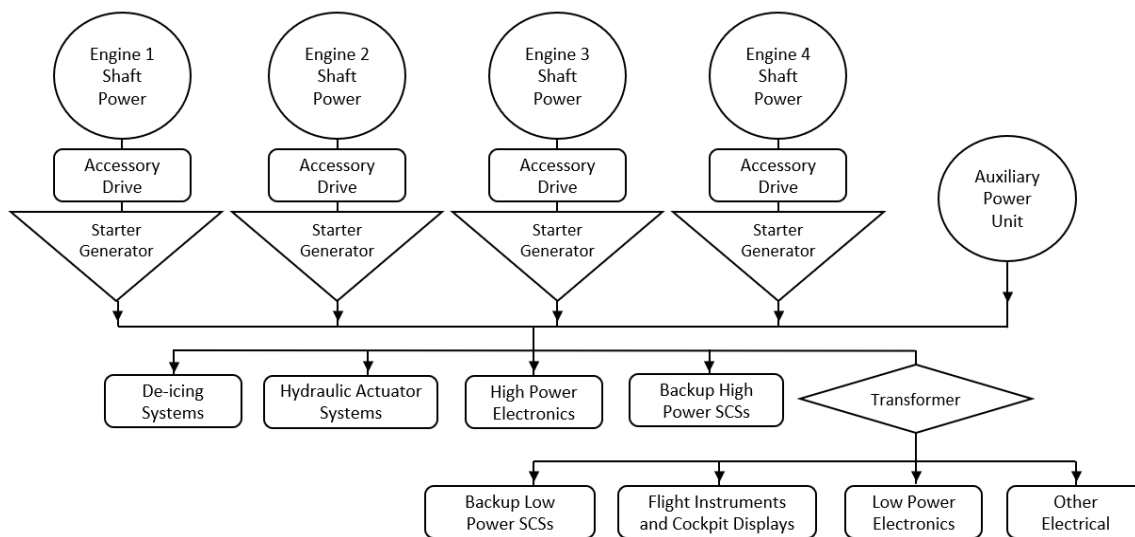 Engine 1
Shaft
Power
Engine 2
Shaft
Power
Engine 3
Shaft
Power
Engine 4
Shaft
Power
Accessory
Drive
Accessory
Drive
Accessory
Drive
Accessory
Drive
Auxiliary
Power
Unit
Starter
Generator
Starter
Generator
Starter
Generator
Starter
Generator
De-icing
Systems
Hydraulic Actuator
Systems
High Power
Electronics
Backup High
Power SCSs
Transformer
Backup Low
Power SCSs
Flight Instruments
and Cockpit Displays
Low Power
Electronics
Other
Electrical